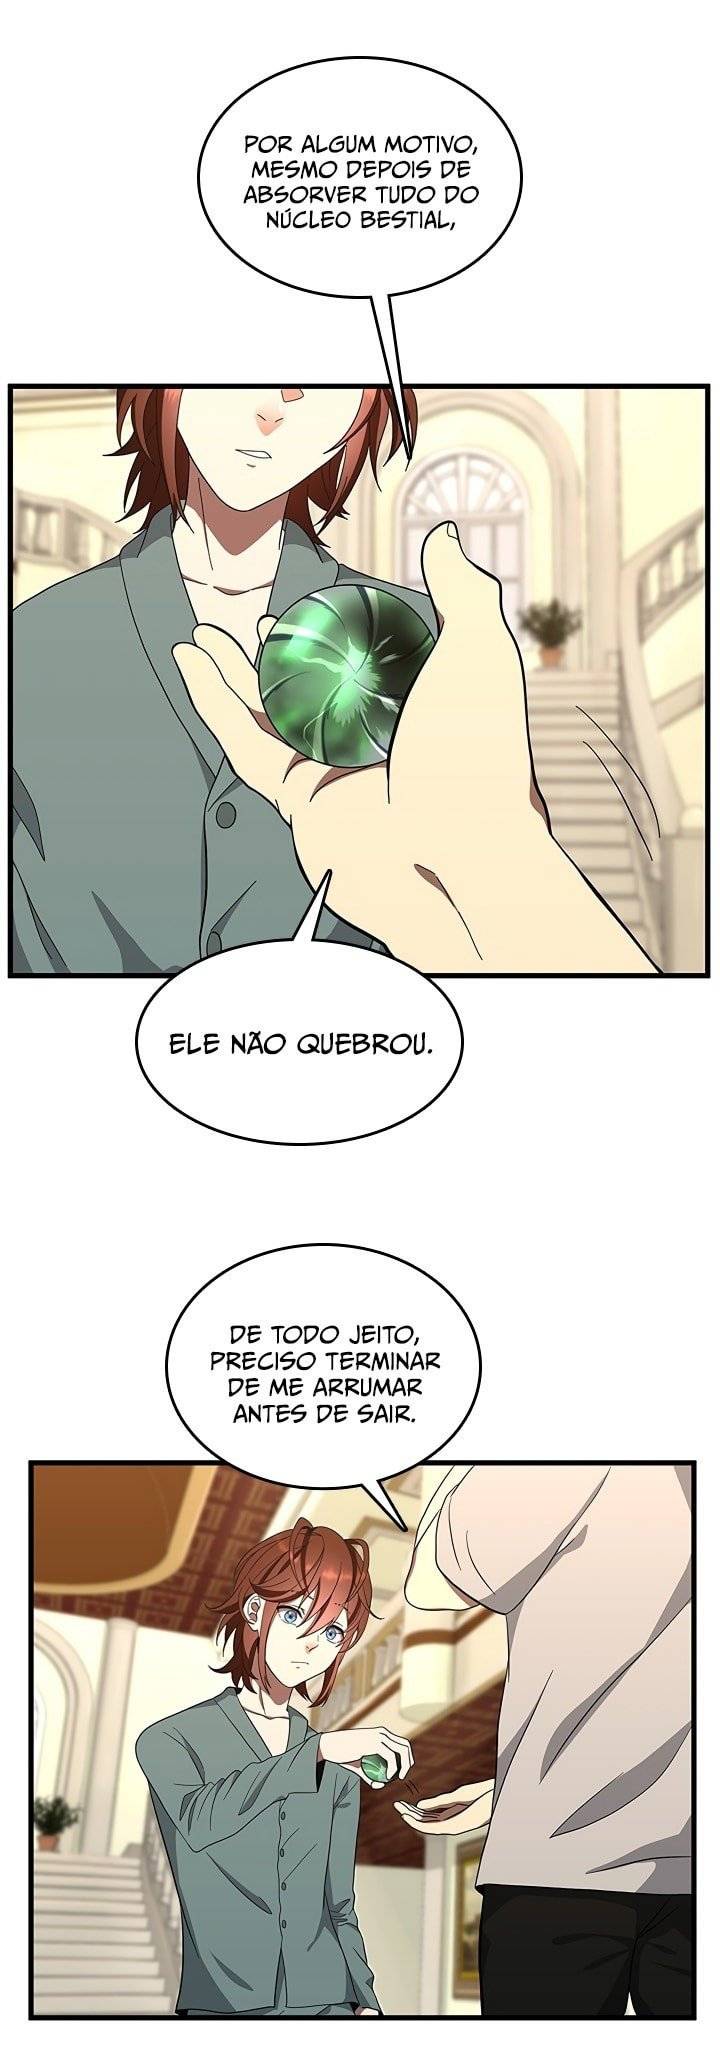 POR ALGUM MOTIVO,
MESMO DEPOIS DE
ABSORVER TUDO DO
NÚCLEO BESTIAL,
ELE NÃO QUEBROU.
DE TODO JEITO,
PRECISO TERMINAR
DE ME ARRUMAR
ANTES DE SAIR.